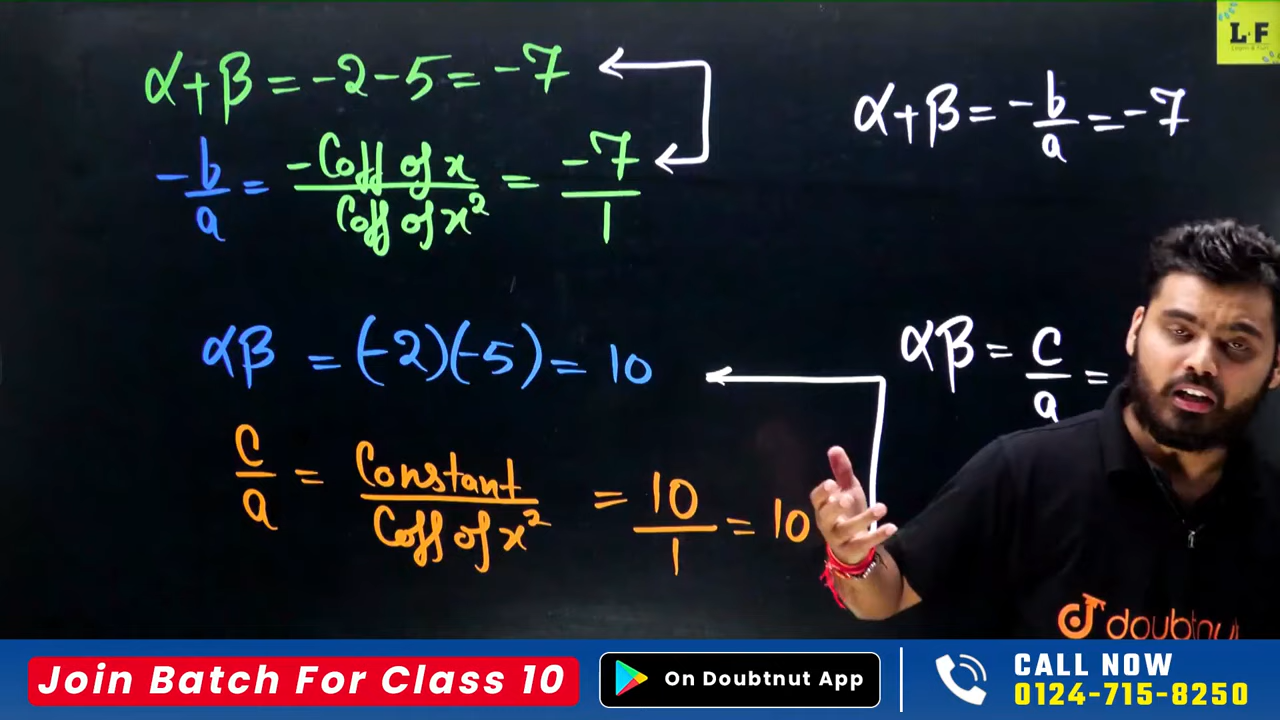 α+β = -2-5 = -7
-b/a = -Coff of x/Coff of x² = -7/1
αβ = (-2)(-5) = 10
c/a = Constant/Coff of x² = 10/1 = 10
L.F
α+β = -b/a = -7
αβ = c/a =
doubtnut
Join Batch For Class 10
On Doubtnut App
CALL NOW
0124-715-8250